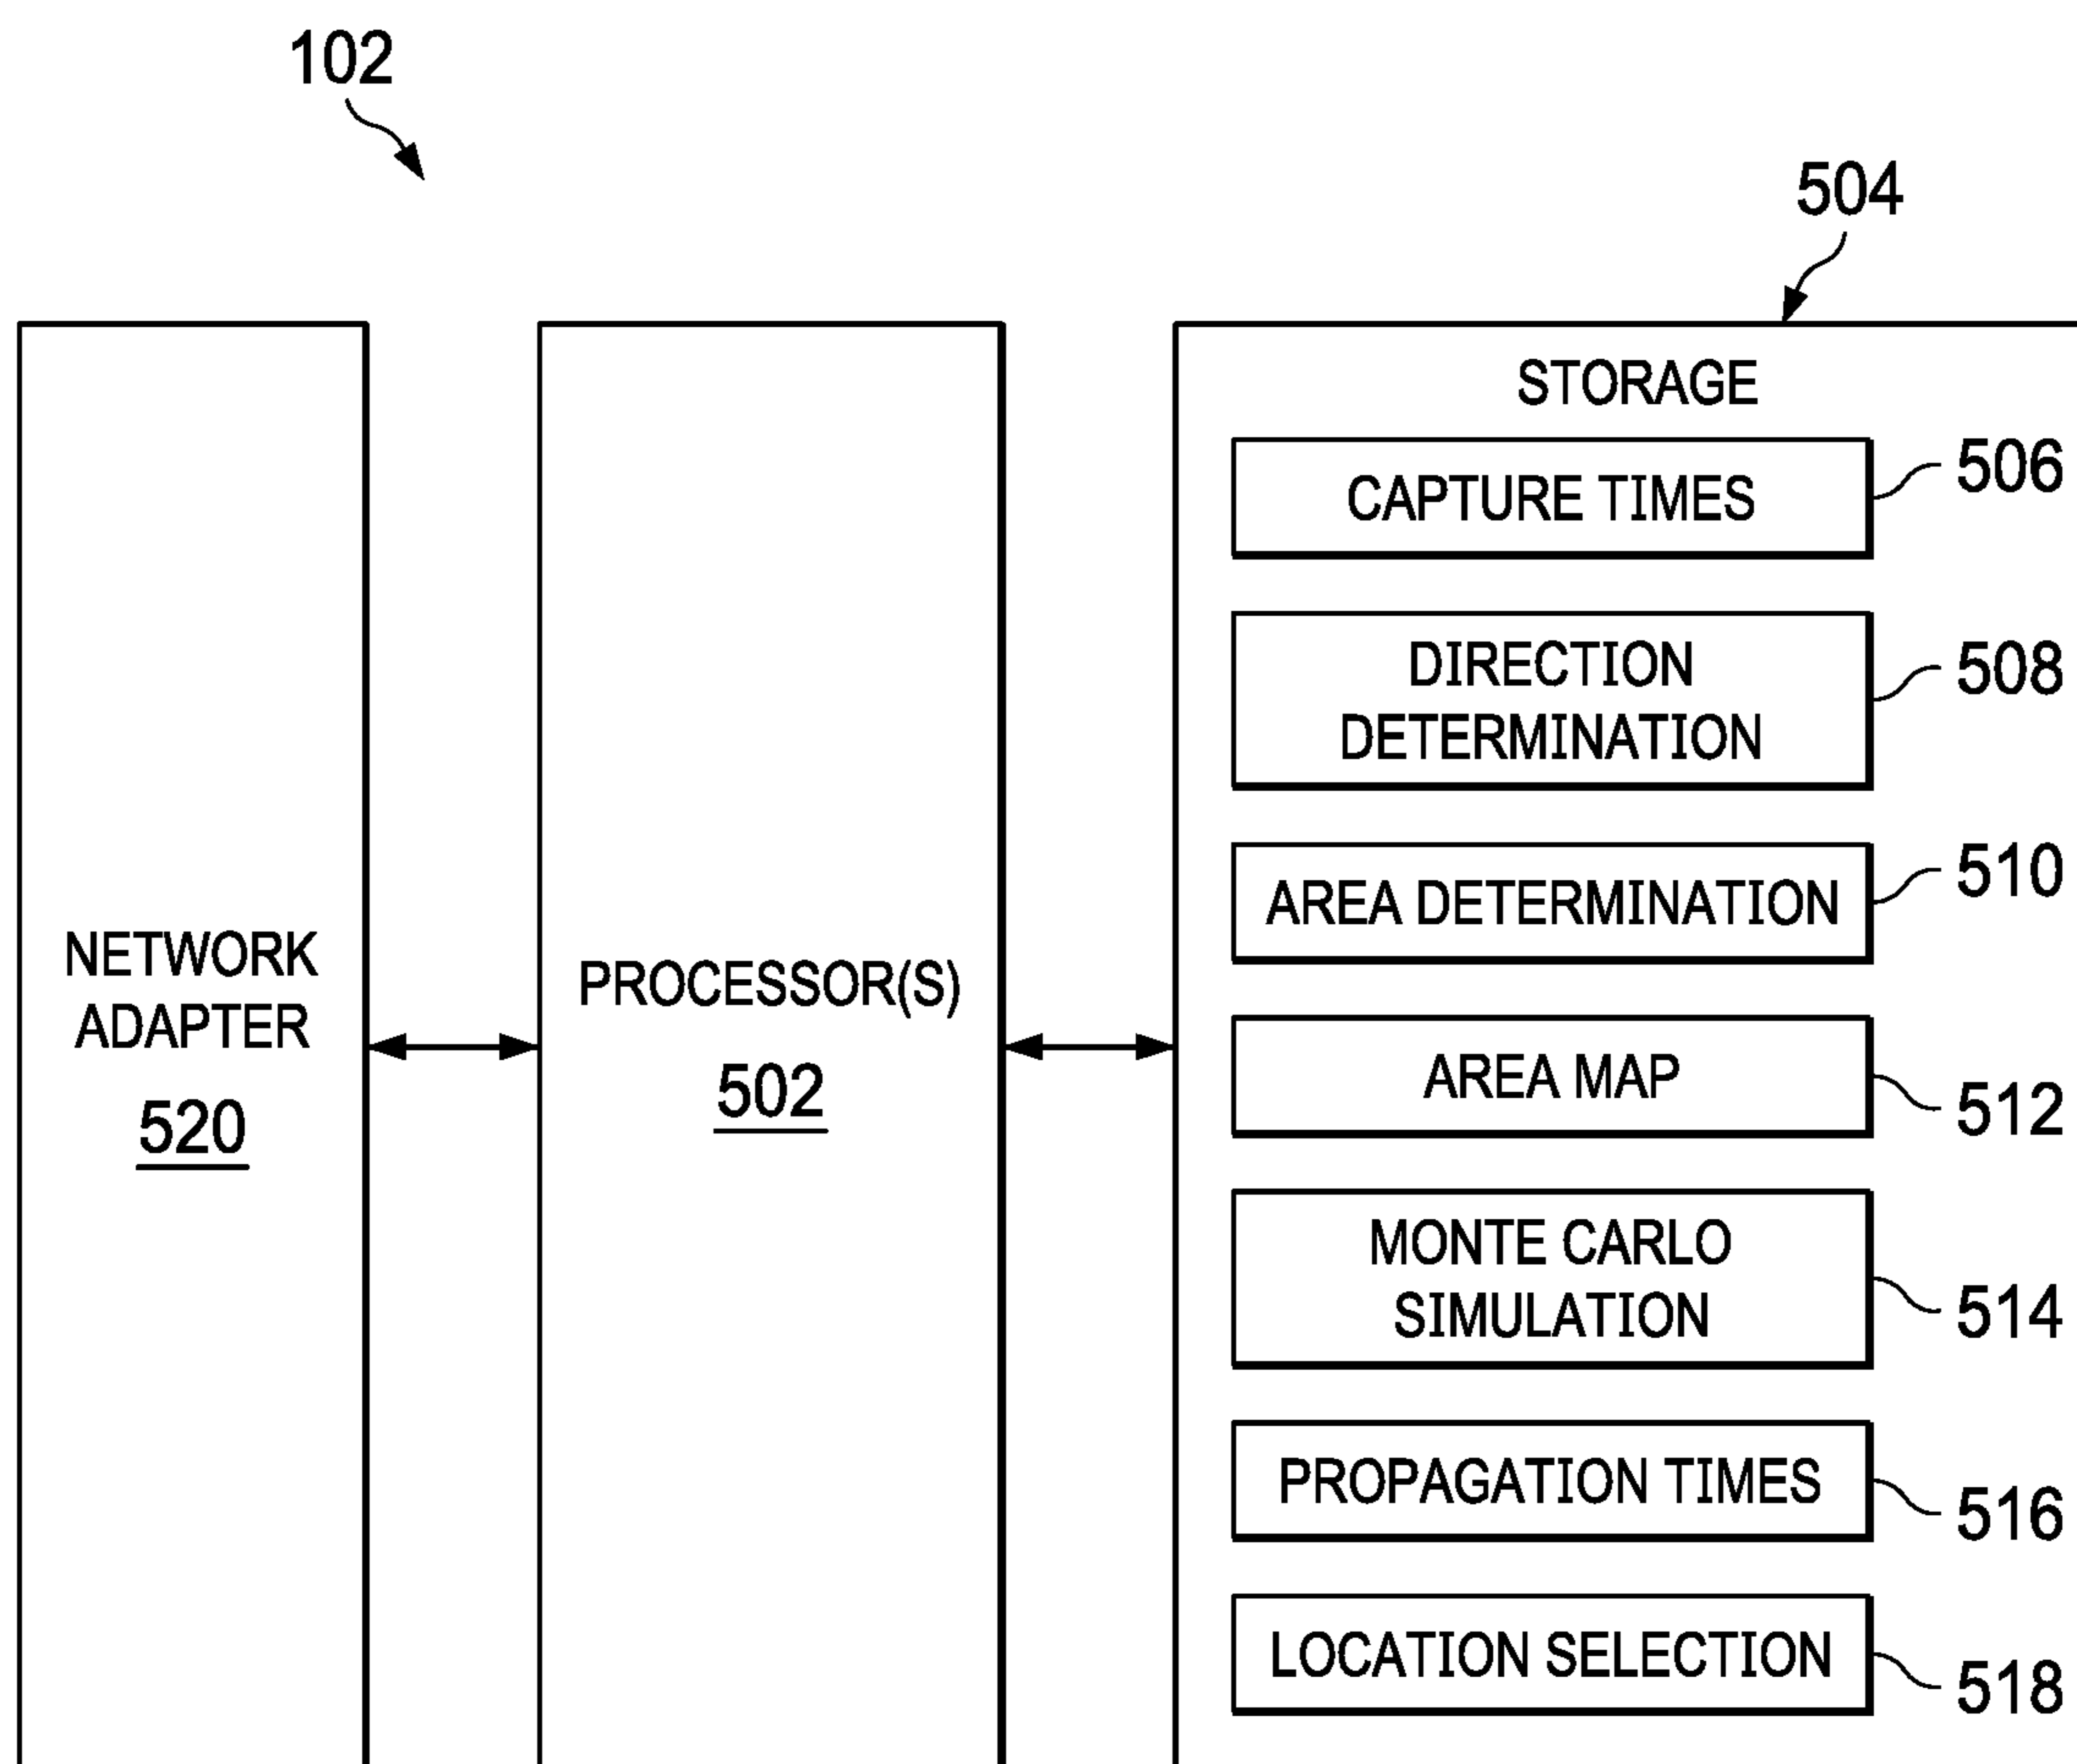 102
504
NETWORK
ADAPTER
520
PROCESSOR(S)
502
STORAGE
CAPTURE TIMES
506
DIRECTION
DETERMINATION
508
AREA DETERMINATION
510
AREA MAP
512
MONTE CARLO
SIMULATION
514
PROPAGATION TIMES
516
LOCATION SELECTION
518